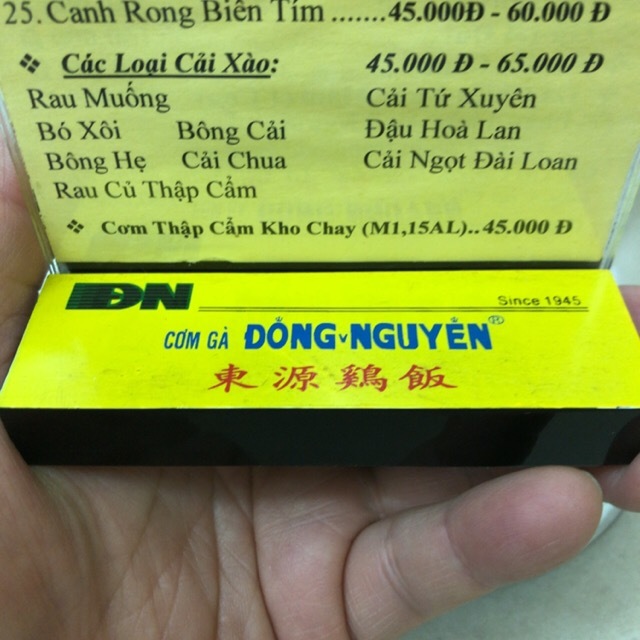 25. Canh Rong Biển Tím .......45.000Đ - 60.000 Đ
❖ Các Loại Cải Xào: 45.000 Đ - 65.000 Đ
Rau Muống Cải Tứ Xuyên
Bó Xôi Bông Cải Đậu Hoà Lan
Bông Hẹ Cải Chua Cải Ngọt Đài Loan
Rau Củ Thập Cẩm
❖ Cơm Thập Cẩm Kho Chay (M1,15AL)..45.000 Đ
ĐN Since 1945
CƠM GÀ ĐÔNG NGUYÊN®
東源鷄飯